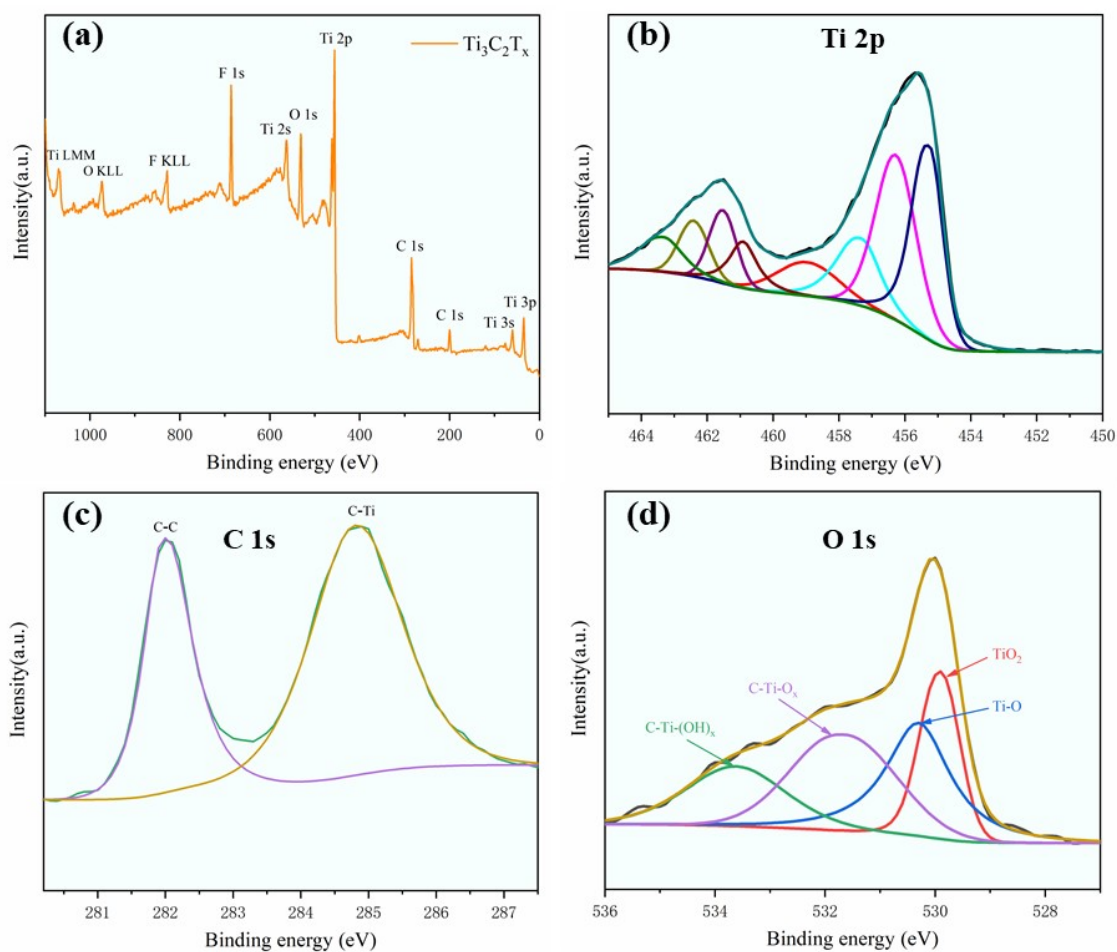 (a)
Ti 2p
Ti₃C₂Tₓ
F 1s
O 1s
Ti 2s
Ti LMM
O KLL
F KLL
C 1s
C 1s
Ti 3s
Ti 3p
Intensity(a.u.)
1000 800 600 400 200 0
Binding energy (eV)
(b)
Ti 2p
Intensity(a.u.)
464 462 460 458 456 454 452 450
Binding energy (eV)
(c)
C-C
C 1s
C-Ti
Intensity(a.u.)
281 282 283 284 285 286 287
Binding energy (eV)
(d)
O 1s
TiO₂
Ti-O
C-Ti-Oₓ
C-Ti-(OH)ₓ
Intensity(a.u.)
536 534 532 530 528
Binding energy (eV)